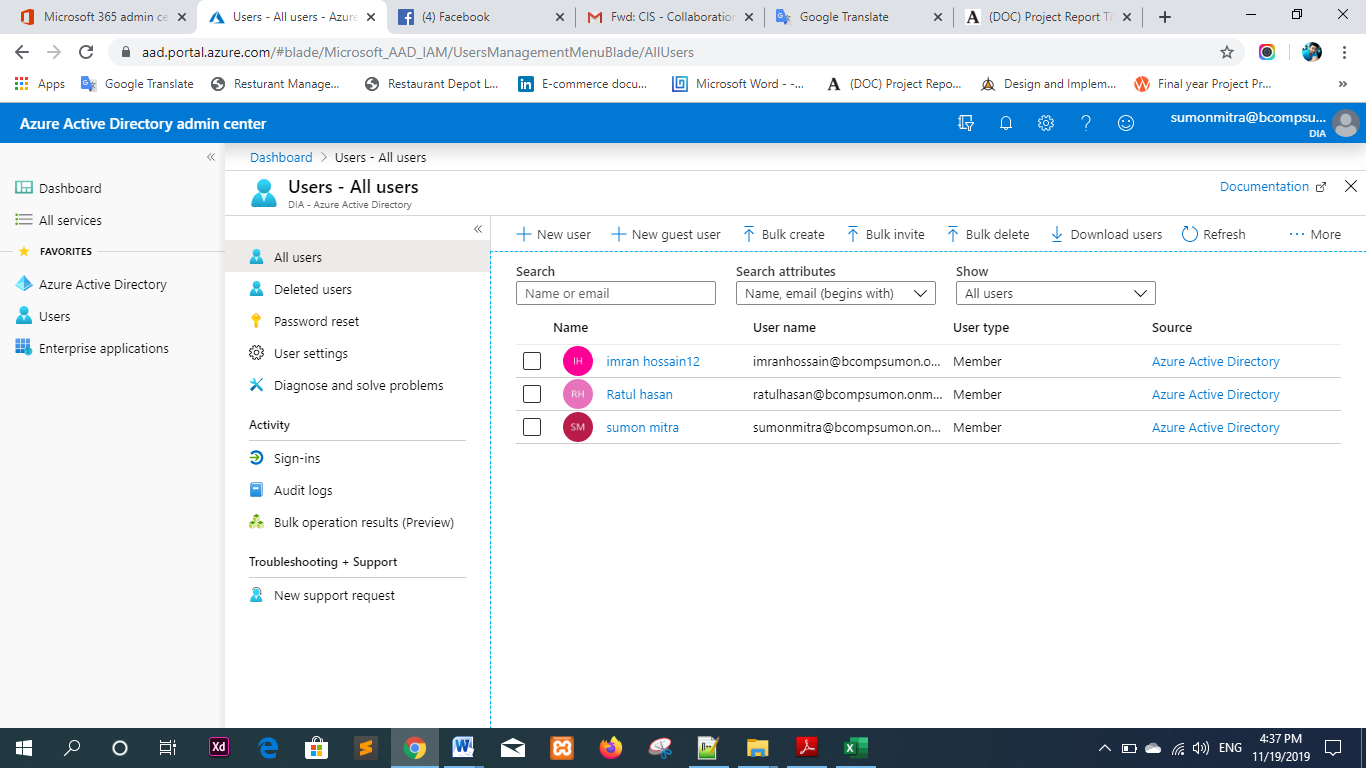 Microsoft 365 admin ce
Users - All users - Azure
(4) Facebook
Fwd: CIS - Collaboration
Google Translate
(DOC) Project Report Ti
aad.portal.azure.com/#blade/Microsoft_AAD_IAM/UsersManagementMenuBlade/AllUsers
Apps
Google Translate
Resturant Manage...
Restaurant Depot L...
E-commerce docu...
Microsoft Word - -...
(DOC) Project Repo...
Design and Implem...
Final year Project Pr...
Azure Active Directory admin center
sumonmitra@bcompsu...
DIA
Dashboard
All services
FAVORITES
Azure Active Directory
Users
Enterprise applications
Dashboard > Users - All users
Users - All users
DIA - Azure Active Directory
Documentation
All users
Deleted users
Password reset
User settings
Diagnose and solve problems
Activity
Sign-ins
Audit logs
Bulk operation results (Preview)
Troubleshooting + Support
New support request
New user
New guest user
Bulk create
Bulk invite
Bulk delete
Download users
Refresh
More
Search
Search attributes
Show
Name or email
Name, email (begins with)
All users
Name User name User type Source
IH imran hossain12 imranhossain@bcompsumon.o... Member Azure Active Directory
RH Ratul hasan ratulhasan@bcompsumon.onm... Member Azure Active Directory
SM sumon mitra sumonmitra@bcompsumon.on... Member Azure Active Directory
Xd
ENG
4:37 PM
11/19/2019